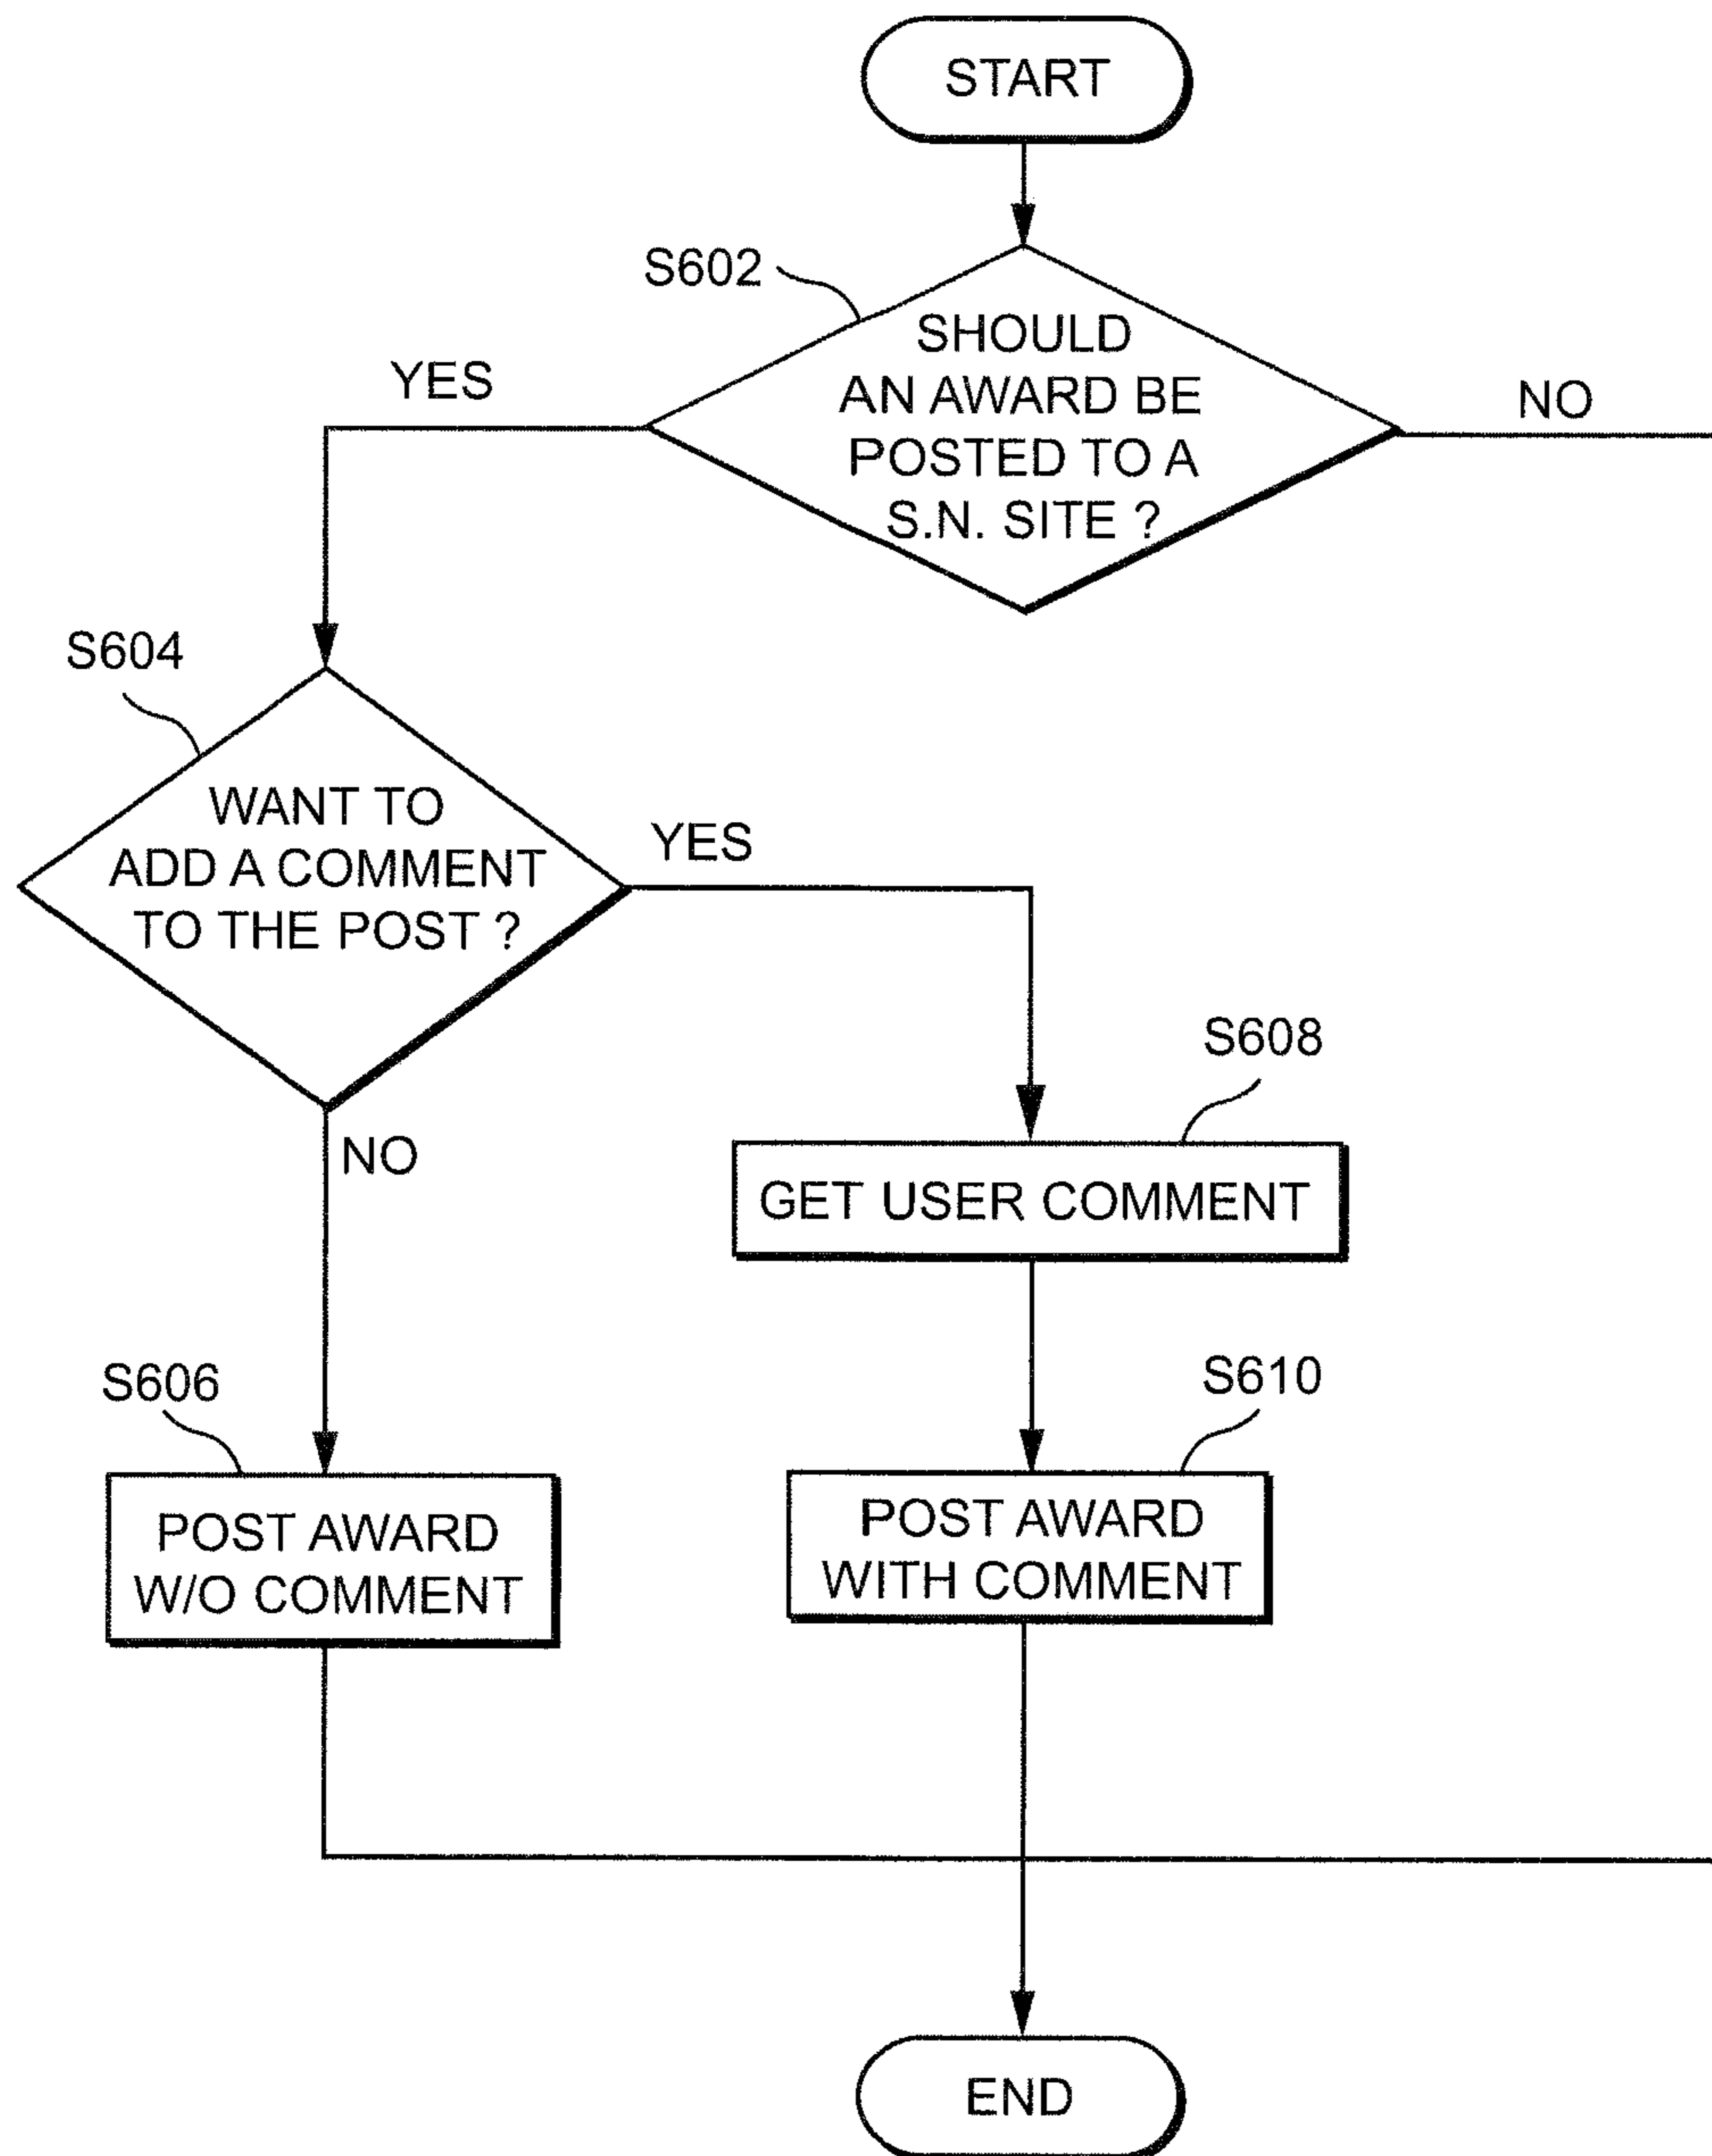 START
S602
SHOULD
AN AWARD BE
POSTED TO A
S.N. SITE ?
YES
NO
S604
WANT TO
ADD A COMMENT
TO THE POST ?
YES
NO
S608
GET USER COMMENT
S606
POST AWARD
W/O COMMENT
S610
POST AWARD
WITH COMMENT
END